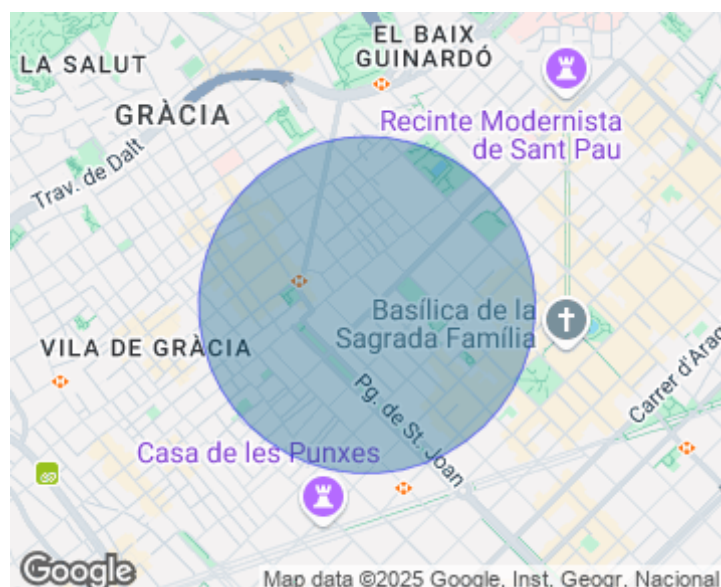 EL BAIX
GUINARDÓ
LA SALUT
GRÀCIA
Recinte Modernista
de Sant Pau
Trav. de Dalt
Basílica de la
Sagrada Família
VILA DE GRÀCIA
Carrer d'Arag
Pg. de St. Joan
Casa de les Punxes
Google
Map data ©2025 Google, Inst. Geogr. Nacional